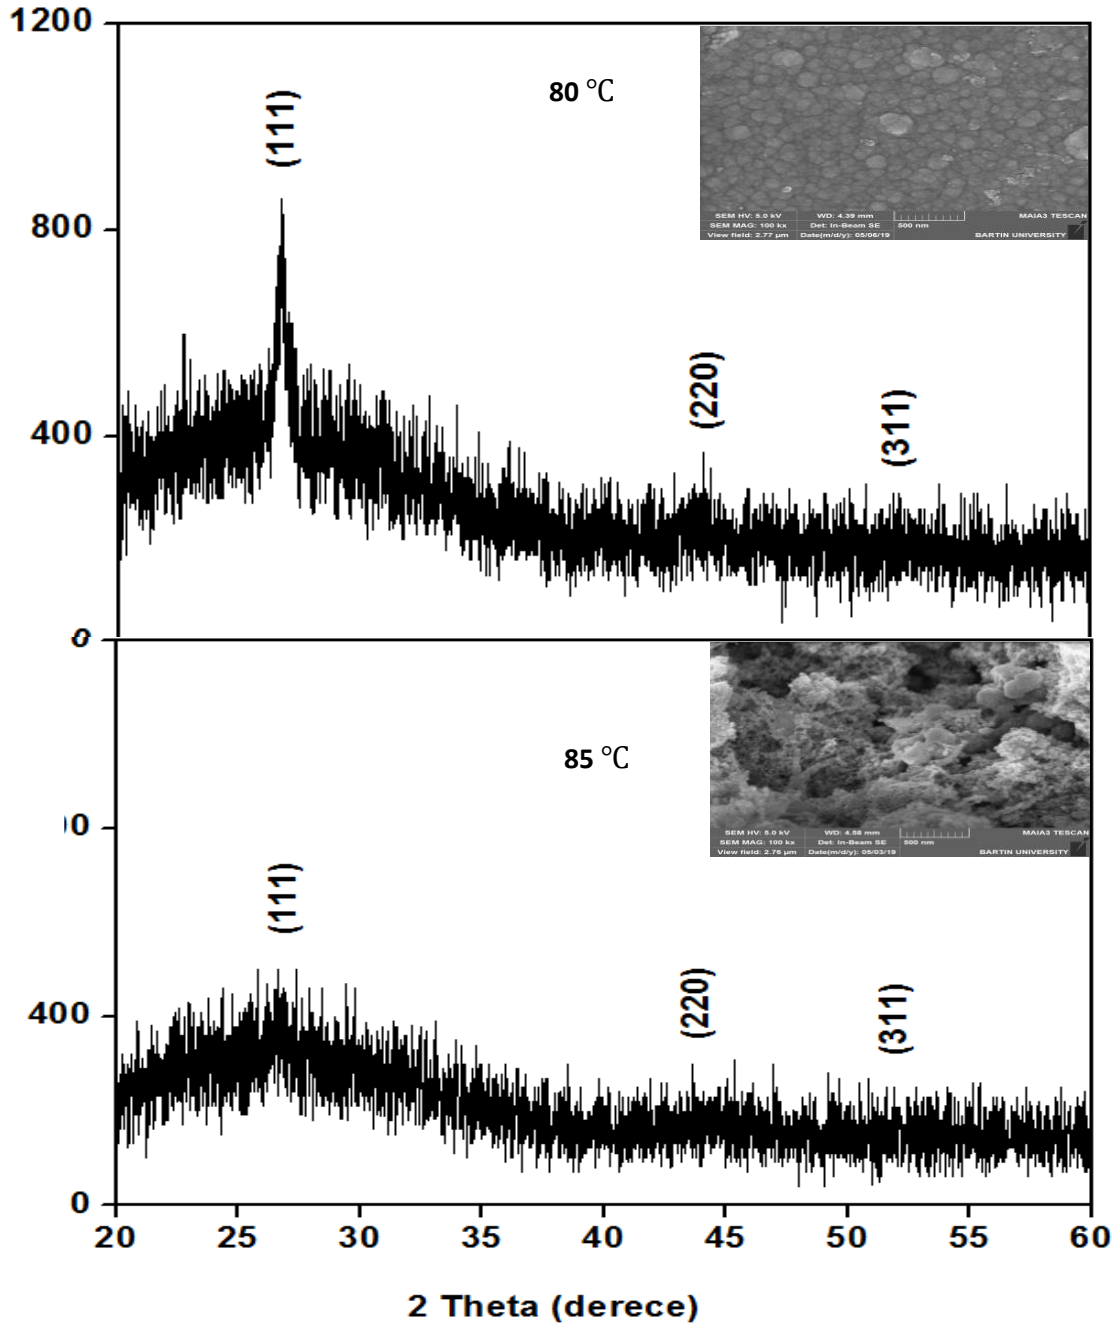 1200
80 ℃
(111)
800
(220)
(311)
400
SEM HV: 5.0 kV WD: 4.39 mm MAIA3 TESCAN
SEM MAG: 100 kx Det: In-Beam SE 500 nm
View field: 2.77 µm Date(m/d/y): 05/06/19 BARTIN UNIVERSITY
0
85 ℃
0
SEM HV: 5.0 kV WD: 4.58 mm MAIA3 TESCAN
SEM MAG: 100 kx Det: In-Beam SE 500 nm
View field: 2.76 µm Date(m/d/y): 05/03/19 BARTIN UNIVERSITY
(111)
(220)
(311)
400
0
20 25 30 35 40 45 50 55 60
2 Theta (derece)